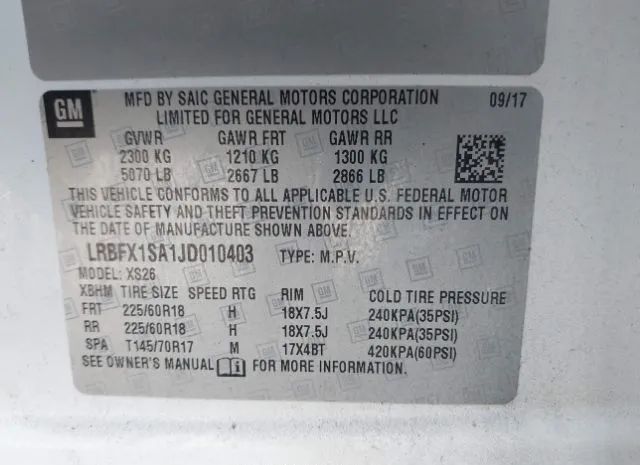 GM
MFD BY SAIC GENERAL MOTORS CORPORATION 09/17
LIMITED FOR GENERAL MOTORS LLC
GVWR GAWR FRT GAWR RR
2300 KG 1210 KG 1300 KG
5070 LB 2667 LB 2866 LB
THIS VEHICLE CONFORMS TO ALL APPLICABLE U.S. FEDERAL MOTOR
VEHICLE SAFETY AND THEFT PREVENTION STANDARDS IN EFFECT ON
THE DATE OF MANUFACTURE SHOWN ABOVE.
LRBFX1SA1JD010403 TYPE: M.P.V.
MODEL: XS26
XBHM TIRE SIZE SPEED RTG RIM COLD TIRE PRESSURE
FRT 225/60R18 H 18X7.5J 240KPA(35PSI)
RR 225/60R18 H 18X7.5J 240KPA(35PSI)
SPA T145/70R17 M 17X4BT 420KPA(60PSI)
SEE OWNER'S MANUAL FOR MORE INFORMATION.